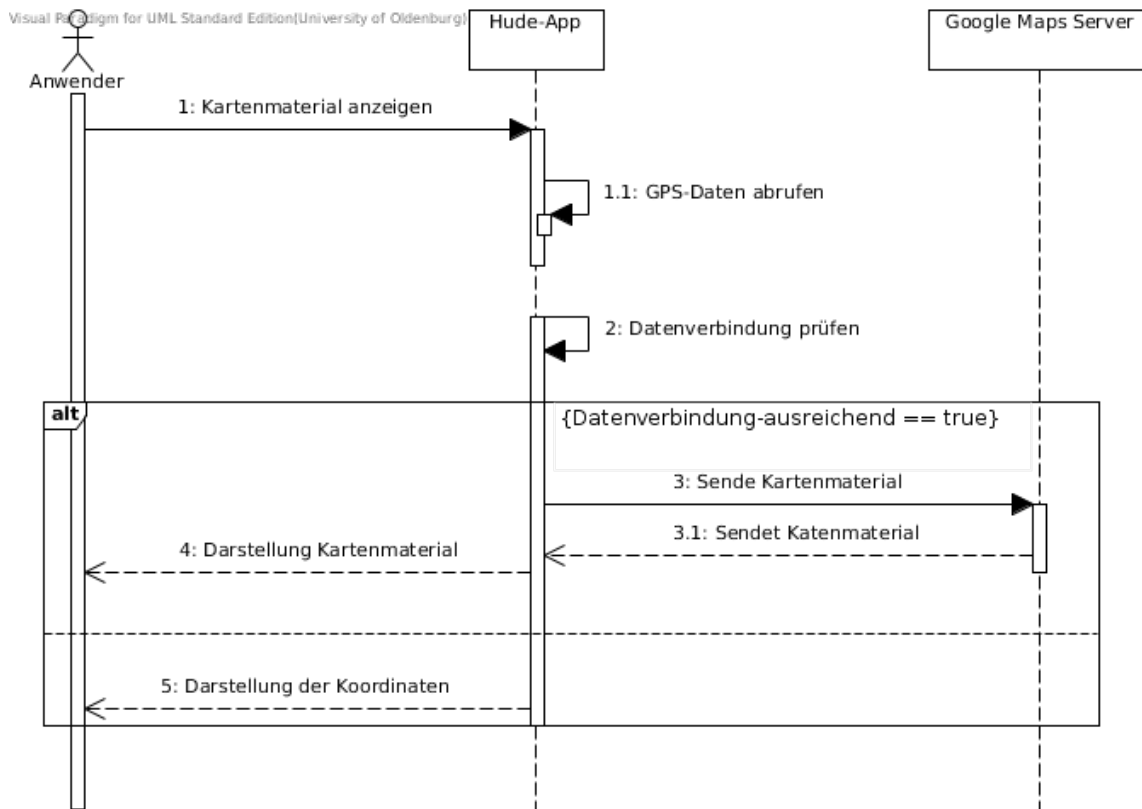 Visual Paradigm for UML Standard Edition(University of Oldenburg)
Anwender
Hude-App
Google Maps Server
1: Kartenmaterial anzeigen
1.1: GPS-Daten abrufen
2: Datenverbindung prüfen
alt
{Datenverbindung-ausreichend == true}
3: Sende Kartenmaterial
3.1: Sendet Katenmaterial
4: Darstellung Kartenmaterial
5: Darstellung der Koordinaten